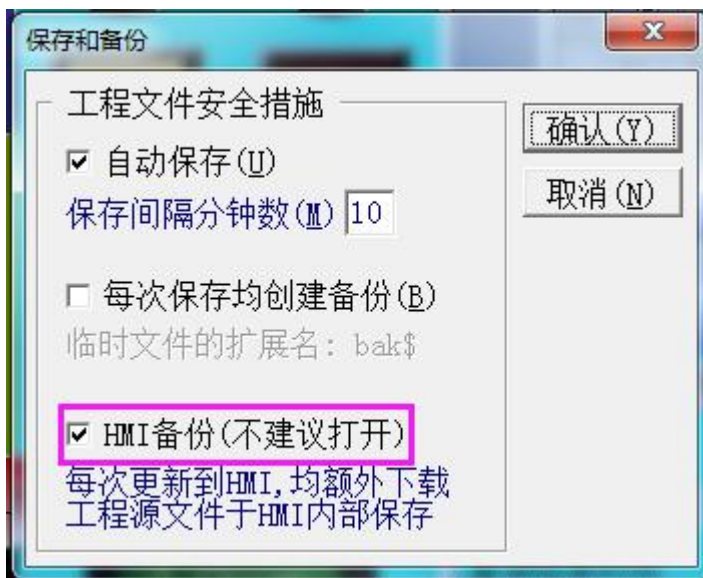 保存和备份
工程文件安全措施
确认(Y)
自动保存(U)
取消(N)
保存间隔分钟数(M) 10
每次保存均创建备份(B)
临时文件的扩展名: bak$
HMI备份(不建议打开)
每次更新到HMI,均额外下载
工程源文件于HMI内部保存